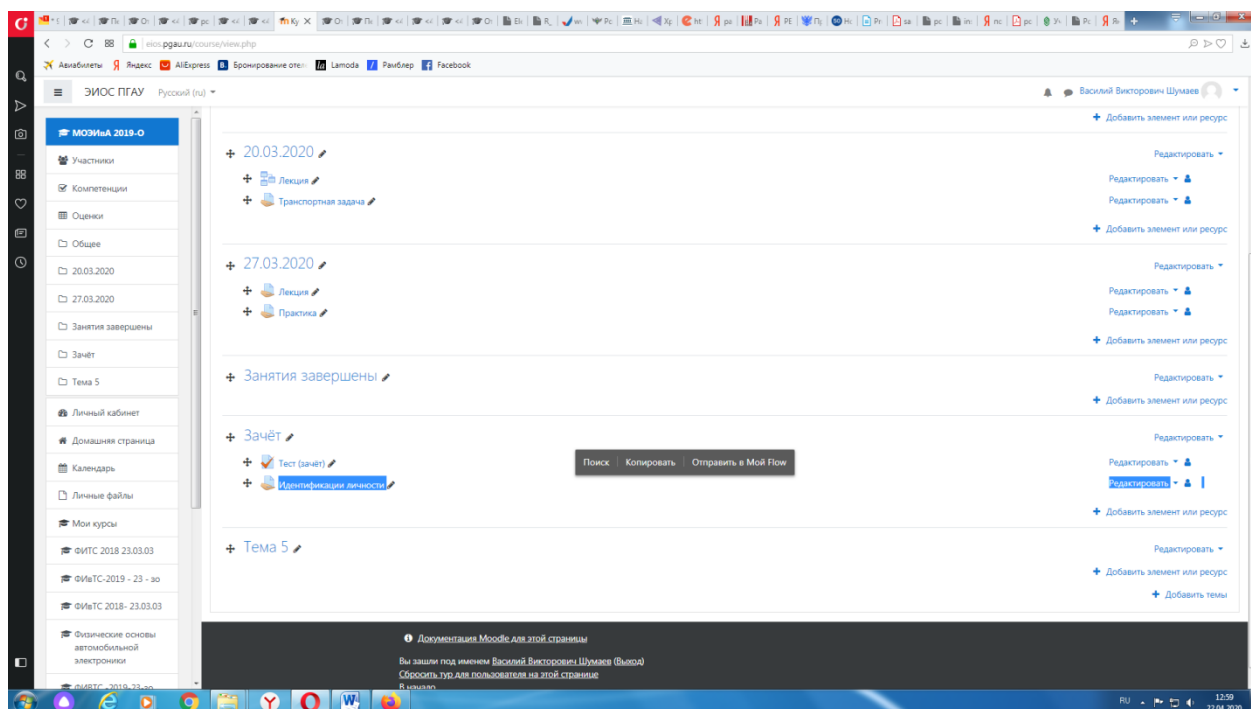 eios.pgau.ru/course/view.php
Авиабилеты Яндекс AliExpress Бронирование отел Lamoda Рамблер Facebook
ЭИОС ПГАУ Русский (ru) Василий Викторович Шумаев
МОЭИвА 2019-О
Участники
Компетенции
Оценки
Общее
20.03.2020
27.03.2020
Занятия завершены
Зачёт
Тема 5
Личный кабинет
Домашняя страница
Календарь
Личные файлы
Мои курсы
ФИТС 2018 23.03.03
ФИвТС-2019 - 23 - зо
ФИвТС 2018- 23.03.03
Физические основы
автомобильной
электроники
Добавить элемент или ресурс
20.03.2020 Редактировать
Лекция Редактировать
Транспортная задача Редактировать
Добавить элемент или ресурс
27.03.2020 Редактировать
Лекция Редактировать
Практика Редактировать
Добавить элемент или ресурс
Занятия завершены Редактировать
Добавить элемент или ресурс
Зачёт Редактировать
Поиск Копировать Отправить в Мой Flow
Тест (зачёт) Редактировать
Идентификации личности Редактировать
Добавить элемент или ресурс
Тема 5 Редактировать
Добавить элемент или ресурс
Добавить темы
Документация Moodle для этой страницы
Вы зашли под именем Василий Викторович Шумаев (Выход)
Сбросить тур для пользователя на этой странице
В начало
RU 12:59
22.04.2020